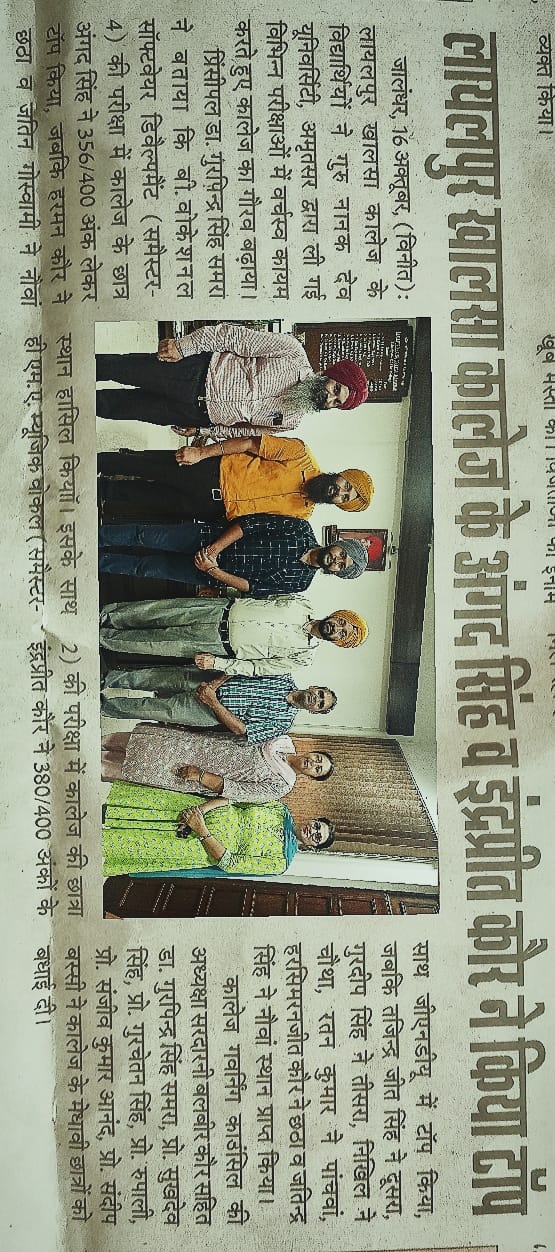 व्यक्त किया।
लायलपुर खालसा कालेज के अंगद सिंह व इंद्रप्रीत कौर ने किया टॉप
जालंधर, 16 अक्तूबर, (विनीत):
लायलपुर खालसा कालेज के
विद्यार्थियों ने गुरु नानक देव
यूनिवर्सिटी, अमृतसर द्वारा ली गई
विभिन्न परीक्षाओं में वर्चस्व कायम
करते हुए कालेज का गौरव बढ़ाया।
प्रिंसीपल डा. गुरपिन्द्र सिंह समरा
ने बताया कि बी.वोकेशनल
सॉफ्टवेयर डिवैल्पमैंट (समैस्टर-
4) की परीक्षा में कालेज के छात्र
अंगद सिंह ने 356/400 अंक लेकर
टॉप किया, जबकि हरमन कौर ने
छठा व जतिन गोस्वामी ने नौवां
स्थान हासिल कियाॉ। इसके साथ
ही एम.ए. म्यूजिक वोकल (समैस्टर-
2) की परीक्षा में कालेज की छात्रा
इंद्रप्रीत कौर ने 380/400 अंकों के
साथ जीएनडीयू में टॉप किया,
जबकि तजिन्द्र जीत सिंह ने दूसरा,
गुरदीप सिंह ने तीसरा, निखिल ने
चौथा, रतन कुमार ने पांचवां,
हरसिमरनजीत कौर ने छठा व जतिन्द्र
सिंह ने नौवां स्थान प्राप्त किया।
कालेज गवर्निंग काउंसिल की
अध्यक्षा सरदारनी बलबीर कौर सहित
डा. गुरपिन्द्र सिंह समरा, प्रो. सुखदेव
सिंह, प्रो. गुरचेतन सिंह, प्रो. रुपाली,
प्रो. संजीव कुमार आनंद, प्रो. संदीप
बस्सी ने कालेज के मेधावी छात्रों को
बधाई दी।